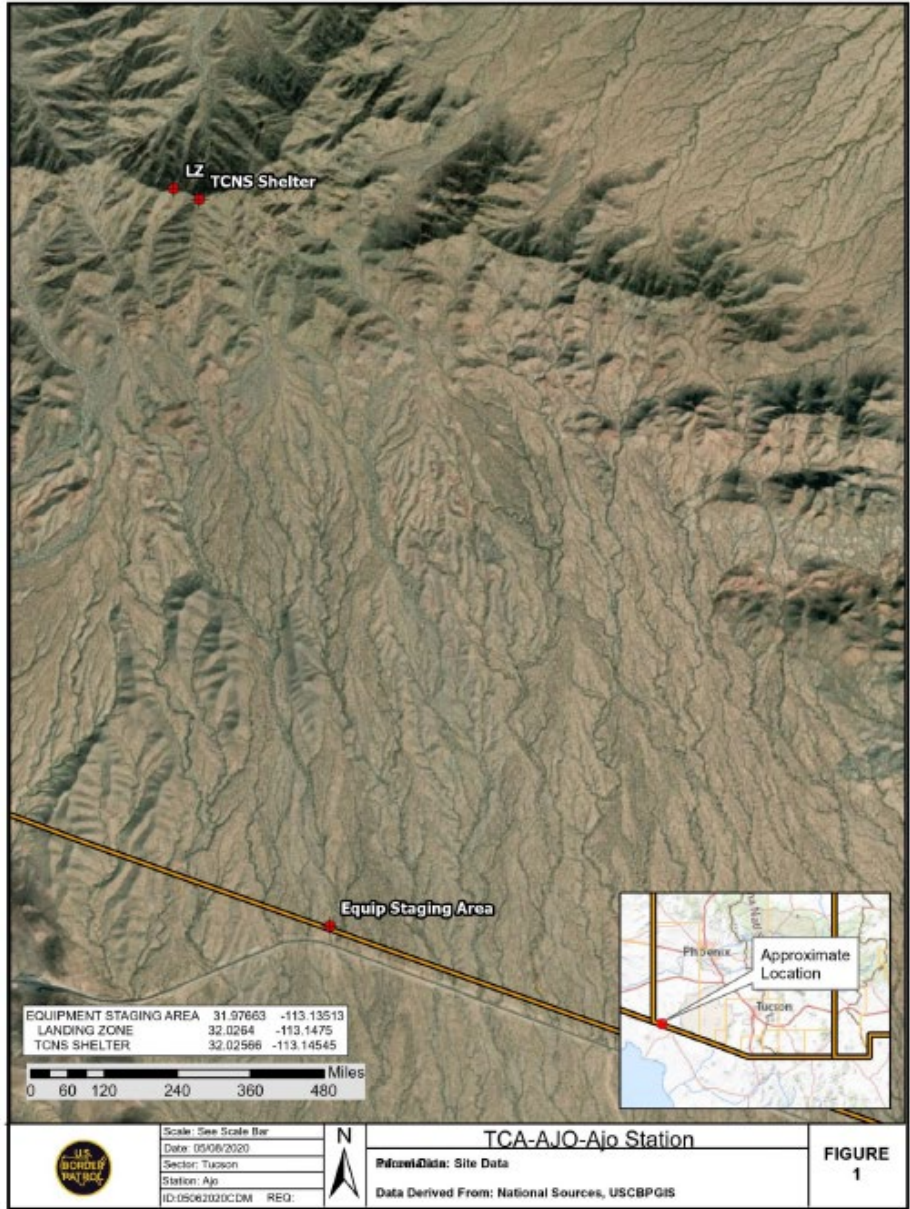 LZ
TCNS Shelter
Equip Staging Area
Phoenix
Tucson
Approximate
Location
EQUIPMENT STAGING AREA 31.97663 -113.13513
LANDING ZONE 32.0264 -113.1475
TCNS SHELTER 32.02566 -113.14545
Miles
0 60 120 240 360 480
U.S.
BORDER
PATROL
Scale: See Scale Bar
Date: 05/06/2020
Sector: Tucson
Station: Ajo
ID:05062020CDM REQ:
N
TCA-AJO-Ajo Station
Site Data
Data Derived From: National Sources, USCBPGIS
FIGURE
1